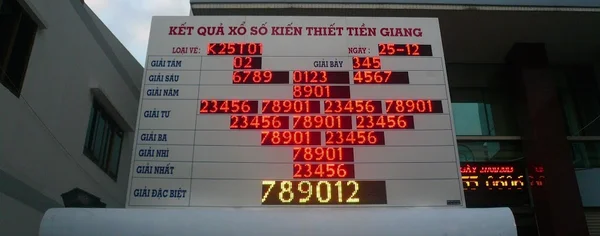 KẾT QUẢ XỔ SỐ KIẾN THIẾT TIỀN GIANG
LOẠI VÉ: K25T01 NGÀY: 25-12
GIẢI TÁM 02 GIẢI BẢY 345
GIẢI SÁU 6789 0123 4567
GIẢI NĂM 8901
GIẢI TƯ 23456 78901 23456 78901
23456 78901 23456
GIẢI BA 78901 23456
GIẢI NHÌ 78901
GIẢI NHẤT 23456
GIẢI ĐẶC BIỆT 789012